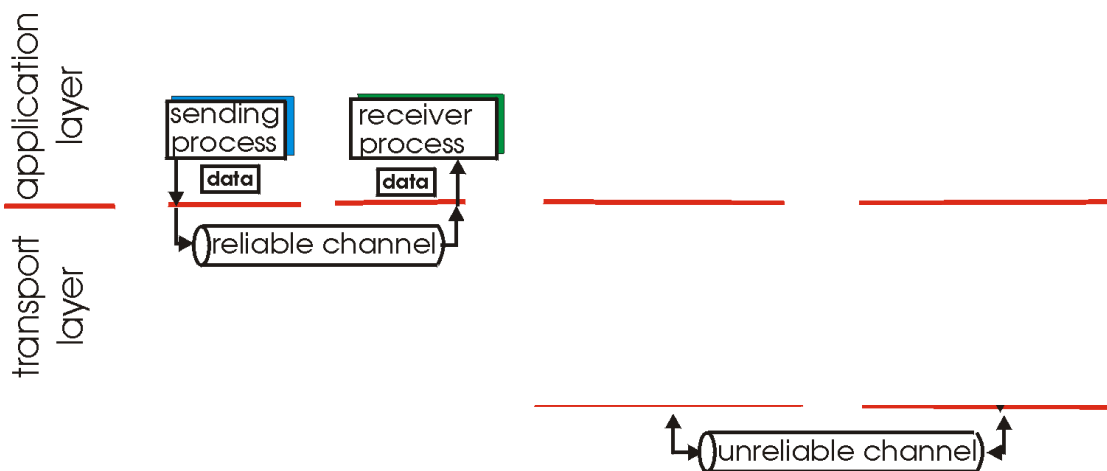 application
layer
sending
process
receiver
process
data
data
reliable channel
transport
layer
unreliable channel